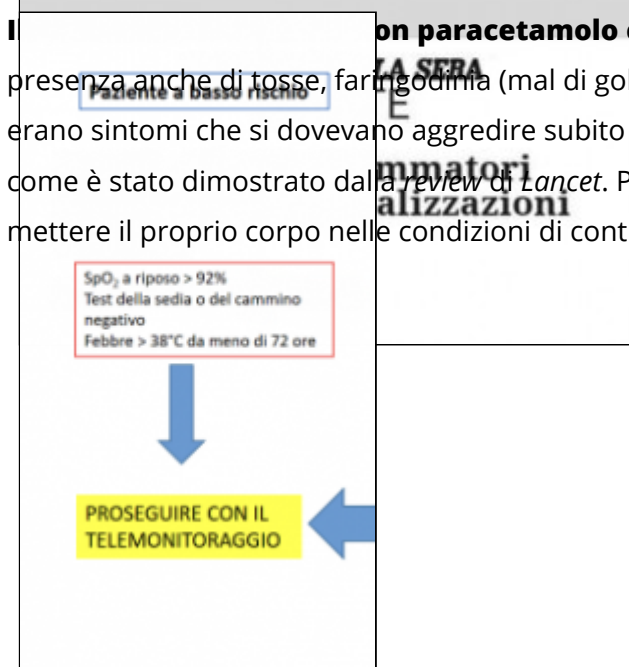 Il
on paracetamolo
presenza anche di tosse, faringodinia (mal di gol
Paziente a basso rischio
LA SERA
E
erano sintomi che si dovevano aggredire subito
mmatori
come è stato dimostrato dalla review di Lancet. P
alizzazioni
mettere il proprio corpo nelle condizioni di cont
SpO₂ a riposo > 92%
Test della sedia o del cammino
negativo
Febbre > 38°C da meno di 72 ore
PROSEGUIRE CON IL
TELEMONITORAGGIO